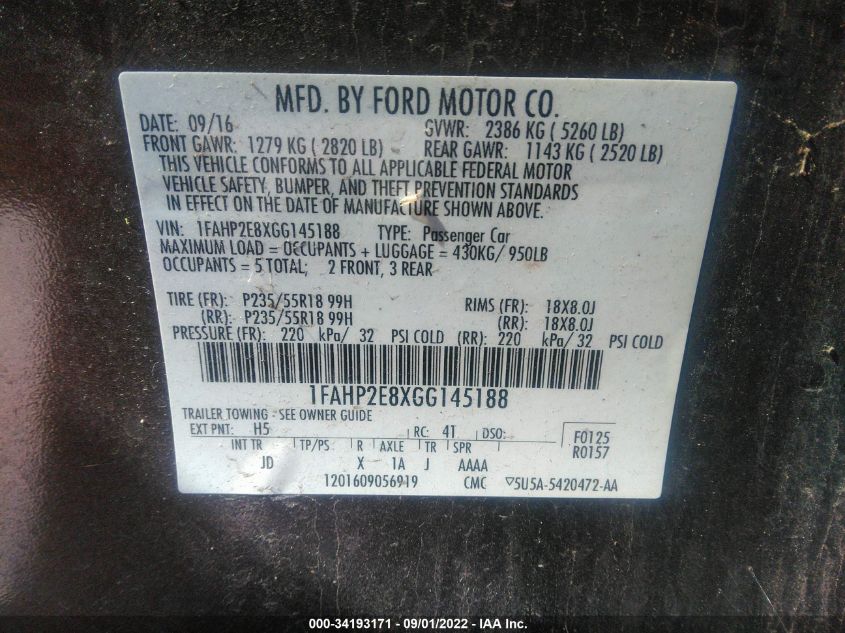 MFD. BY FORD MOTOR CO.
DATE: 09/16 GVWR: 2386 KG ( 5260 LB)
FRONT GAWR: 1279 KG ( 2820 LB) REAR GAWR: 1143 KG ( 2520 LB)
THIS VEHICLE CONFORMS TO ALL APPLICABLE FEDERAL MOTOR
VEHICLE SAFETY, BUMPER, AND THEFT PREVENTION STANDARDS
IN EFFECT ON THE DATE OF MANUFACTURE SHOWN ABOVE.
VIN: 1FAHP2E8XGG145188 TYPE: Passenger Car
MAXIMUM LOAD = OCCUPANTS + LUGGAGE = 430KG/ 950LB
OCCUPANTS = 5 TOTAL; 2 FRONT, 3 REAR
TIRE (FR): P235/55R18 99H RIMS (FR): 18X8.0J
(RR): P235/55R18 99H (RR): 18X8.0J
PRESSURE (FR): 220 kPa/ 32 PSI COLD (RR): 220 kPa/ 32 PSI COLD
1FAHP2E8XGG145188
TRAILER TOWING - SEE OWNER GUIDE
EXT PNT: H5 RC: 41 DSO: F0125
INT TR TP/PS R AXLE TR SPR R0157
JD X 1A J AAAA
1201609056919 CMC ▽5U5A-5420472-AA
000-34193171 - 09/01/2022 - IAA Inc.